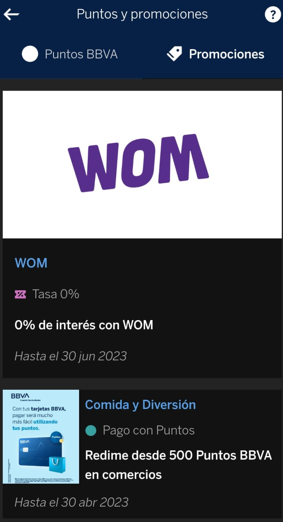 Puntos y promociones
?
Puntos BBVA
Promociones
WOM
WOM
Tasa 0%
0% de interés con WOM
Hasta el 30 jun 2023
BBVA
Con tus tarjetas BBVA,
pagar será mucho
más fácil utilizando
tus puntos.
Comida y Diversión
Pago con Puntos
Redime desde 500 Puntos BBVA
en comercios
Hasta el 30 abr 2023